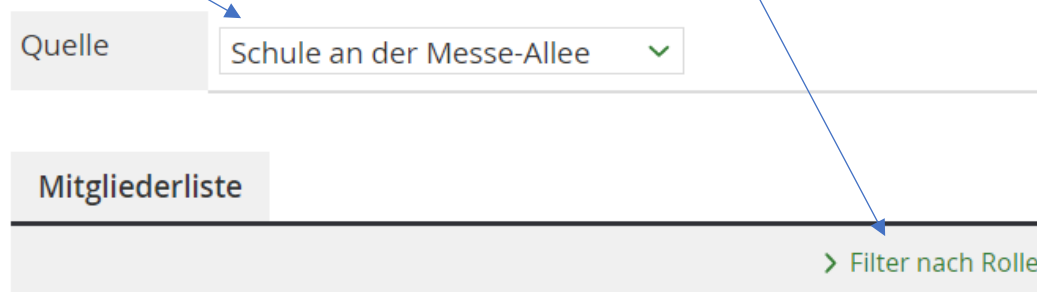 Quelle
Schule an der Messe-Allee
Mitgliederliste
Filter nach Rolle